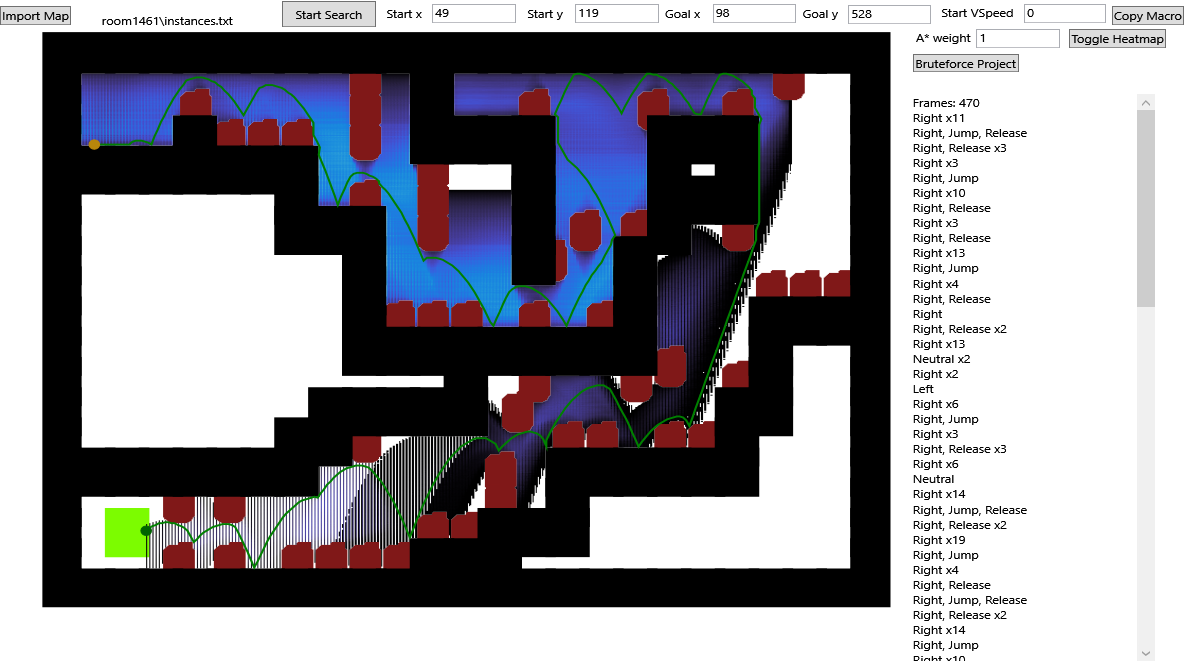 Import Map
room1461\instances.txt
Start Search
Start x 49
Start y 119
Goal x 98
Goal y 528
Start VSpeed 0
Copy Macro
A* weight 1
Toggle Heatmap
Bruteforce Project
Frames: 470
Right x11
Right, Jump, Release
Right, Release x3
Right x3
Right, Jump
Right x10
Right, Release
Right x3
Right, Release
Right x13
Right, Jump
Right x4
Right, Release
Right
Right, Release x2
Right x13
Neutral x2
Right x2
Left
Right x6
Right, Jump
Right x3
Right, Release x3
Right x6
Neutral
Right x14
Right, Jump, Release
Right, Release x2
Right x19
Right, Jump
Right x4
Right, Release
Right, Jump, Release
Right, Release x2
Right x14
Right, Jump
Right x10